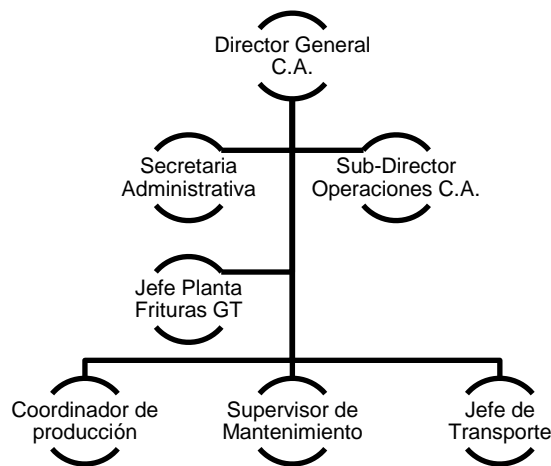 Director General
C.A.
Secretaria
Administrativa
Sub-Director
Operaciones C.A.
Jefe Planta
Frituras GT
Coordinador de
producción
Supervisor de
Mantenimiento
Jefe de
Transporte